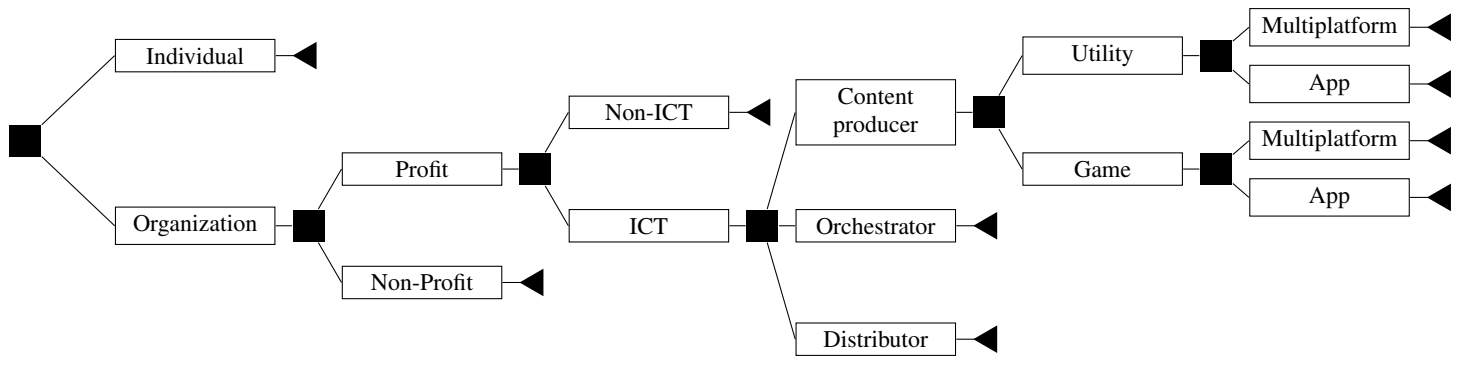 Individual
Organization
Profit
Non-Profit
Non-ICT
ICT
Content
producer
Orchestrator
Distributor
Utility
Game
Multiplatform
App
Multiplatform
App